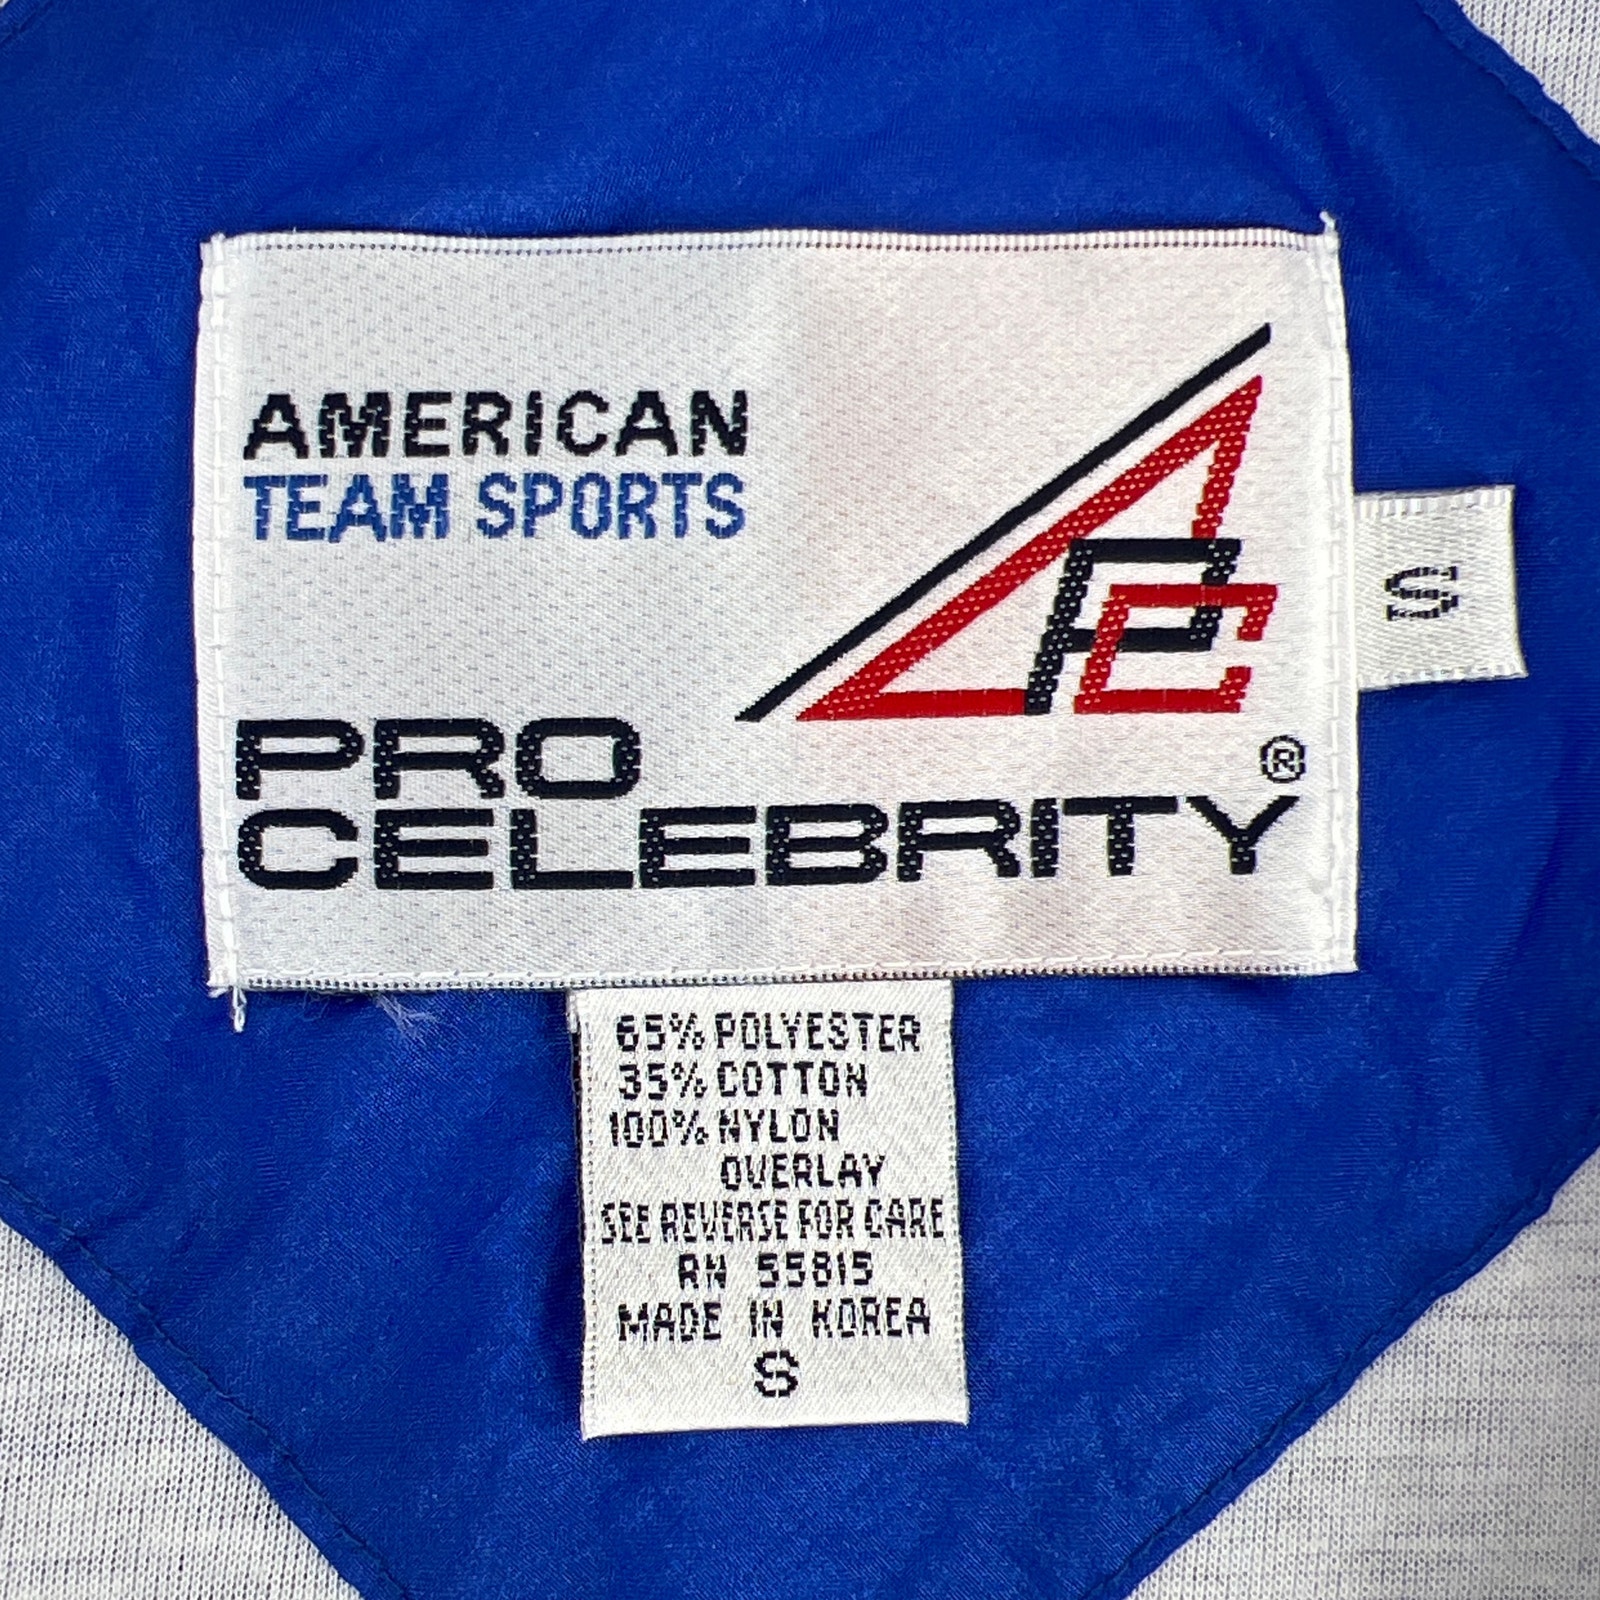 AMERICAN
TEAM SPORTS
APC
PRO
CELEBRITY®
S
65% POLYESTER
35% COTTON
100% NYLON
OVERLAY
SEE REVERSE FOR CARE
RN 55815
MADE IN KOREA
S